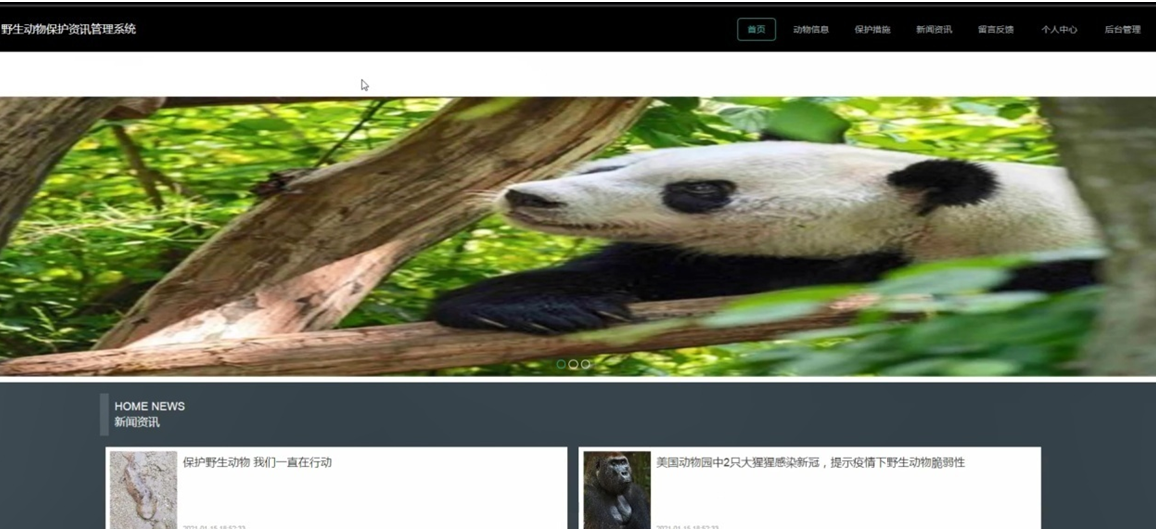 野生动物保护资讯管理系统
首页 动物信息 保护措施 新闻资讯 留言反馈 个人中心 后台管理
HOME NEWS
新闻资讯
保护野生动物 我们一直在行动
美国动物园中2只大猩猩感染新冠，提示疫情下野生动物脆弱性